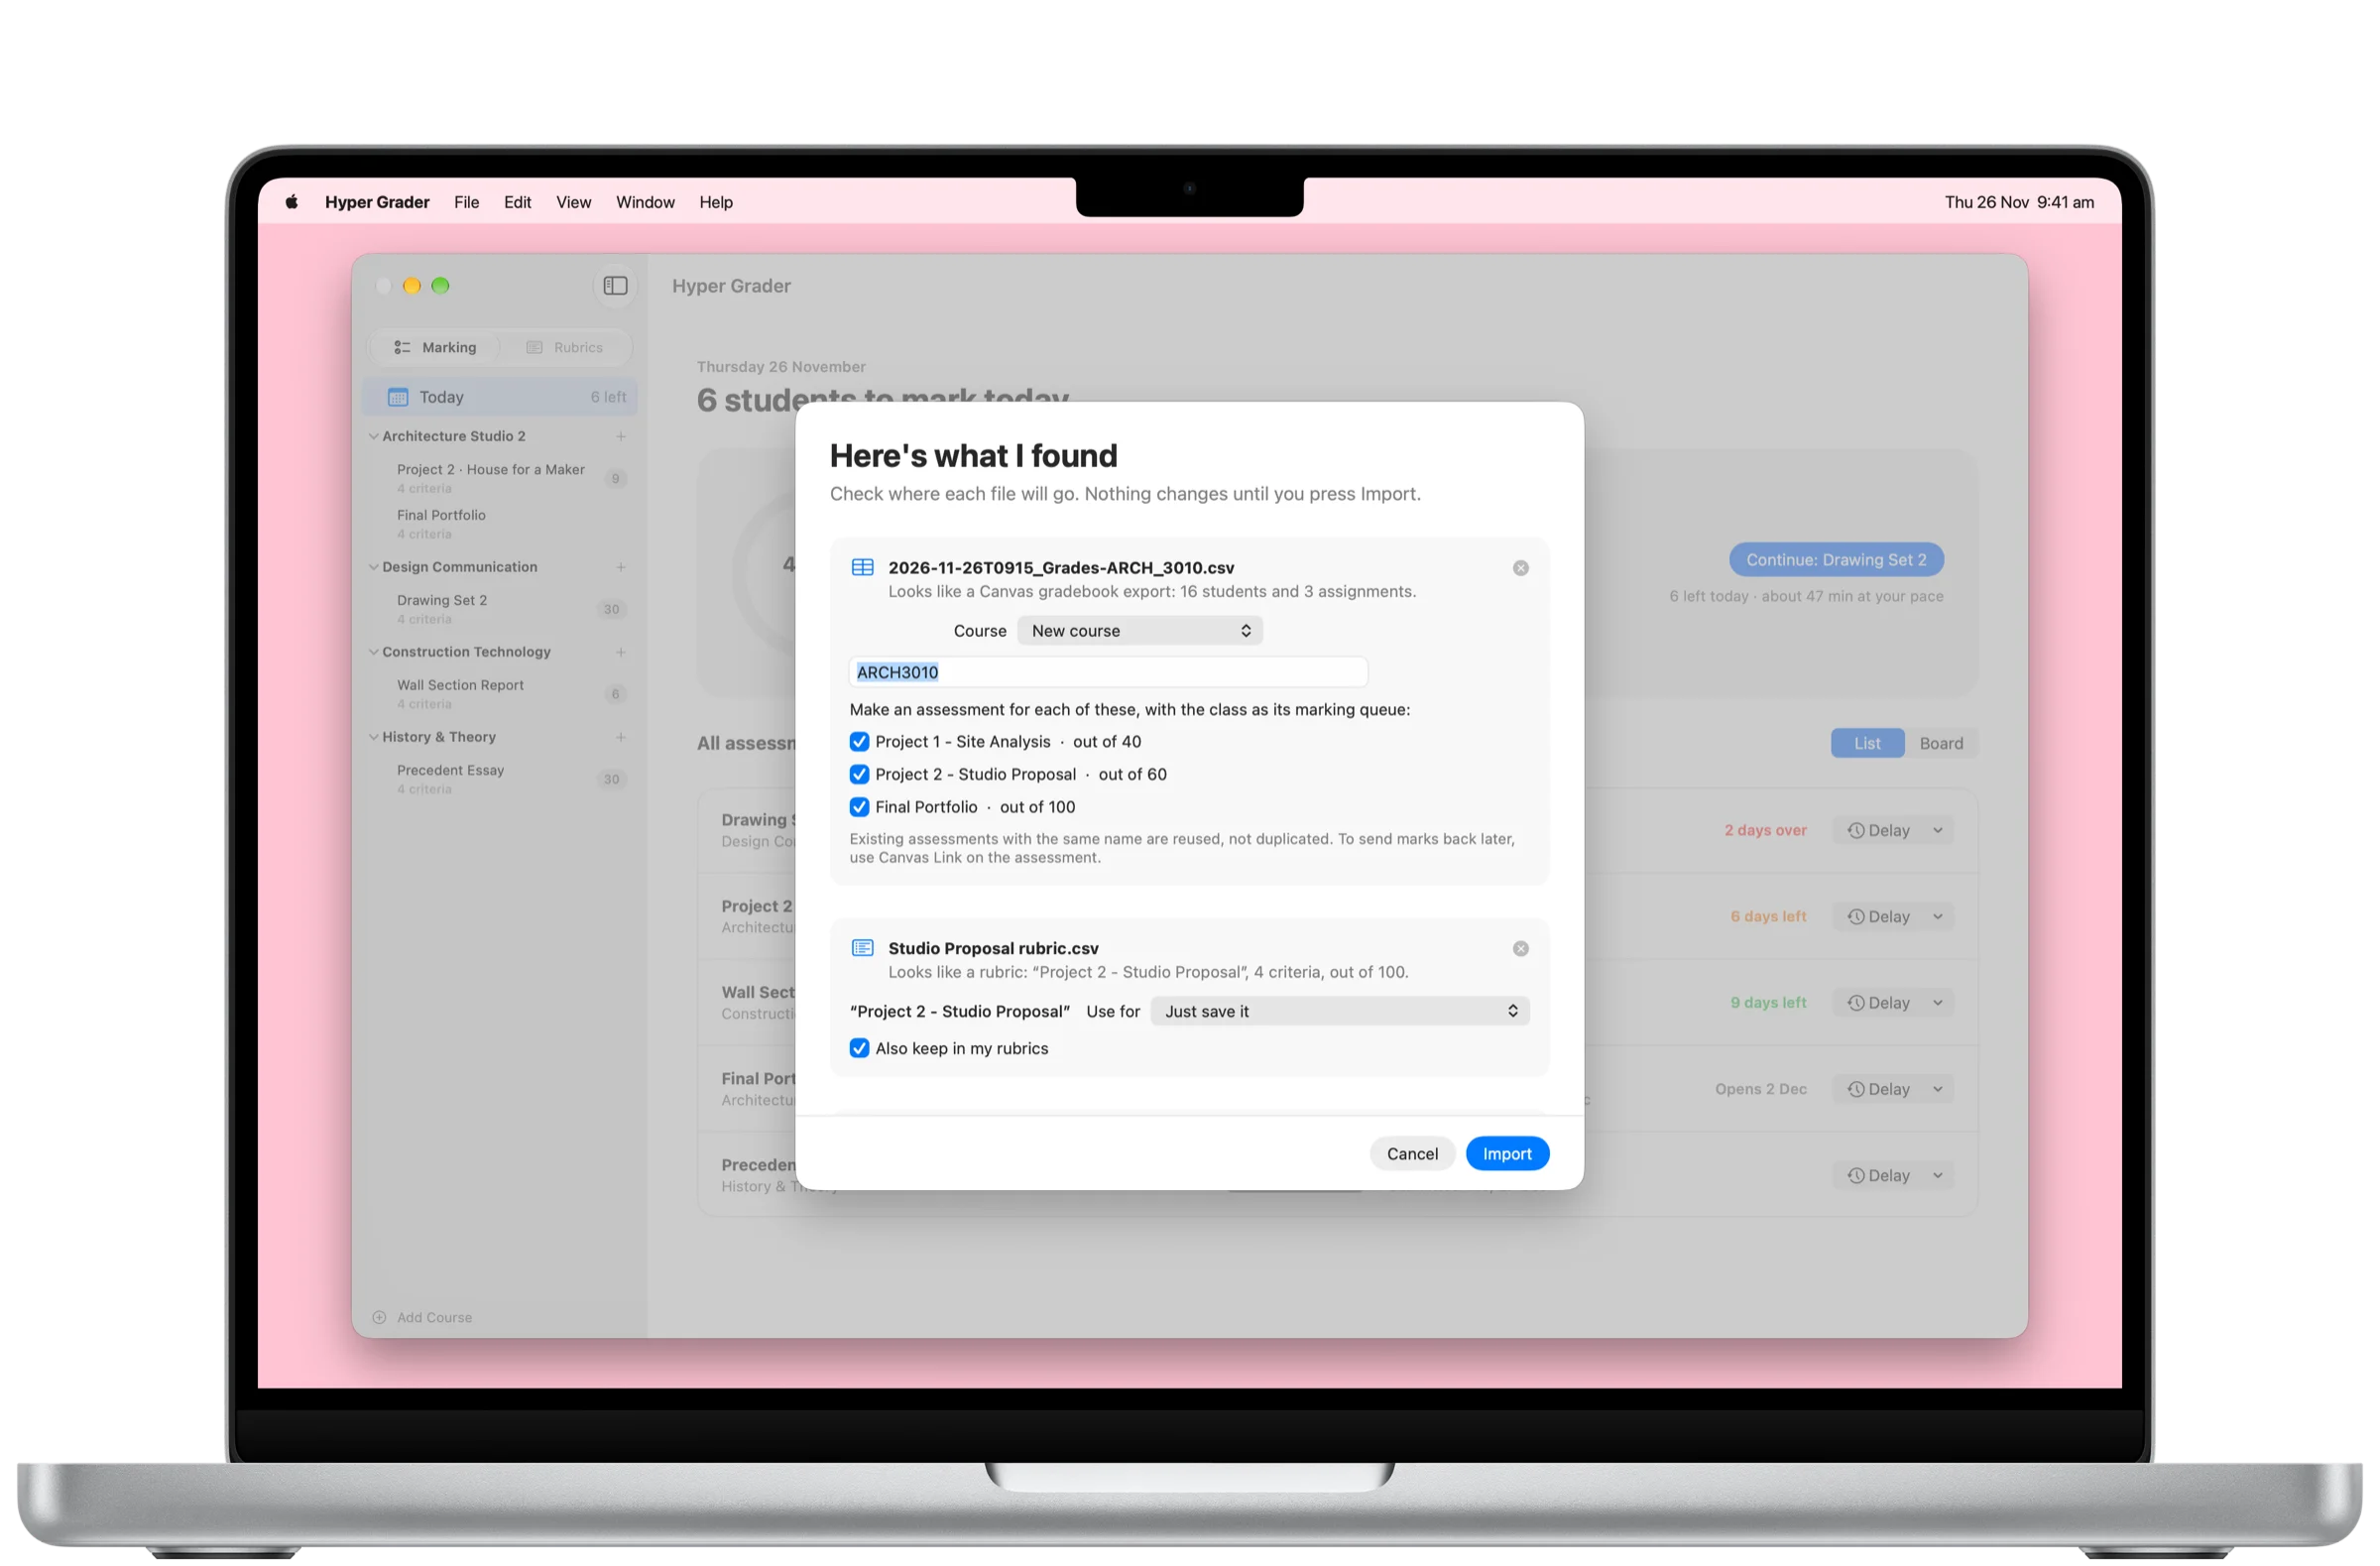 Hyper Grader File Edit View Window Help
Thu 26 Nov 9:41 am
Hyper Grader
Marking
Rubrics
Today
6 left
Architecture Studio 2
Project 2 · House for a Maker
4 criteria
9
Final Portfolio
4 criteria
Design Communication
Drawing Set 2
4 criteria
30
Construction Technology
Wall Section Report
4 criteria
6
History & Theory
Precedent Essay
4 criteria
30
Add Course
Thursday 26 November
6 students to mark today
4
Continue: Drawing Set 2
6 left today · about 47 min at your pace
List
Board
2 days over
Delay
Project 2
6 days left
Delay
9 days left
Delay
Opens 2 Dec
Delay
Delay
Here's what I found
Check where each file will go. Nothing changes until you press Import.
2026-11-26T0915_Grades-ARCH_3010.csv
Looks like a Canvas gradebook export: 16 students and 3 assignments.
Course
New course
ARCH3010
Make an assessment for each of these, with the class as its marking queue:
Project 1 - Site Analysis · out of 40
Project 2 - Studio Proposal · out of 60
Final Portfolio · out of 100
Existing assessments with the same name are reused, not duplicated. To send marks back later,
use Canvas Link on the assessment.
Studio Proposal rubric.csv
Looks like a rubric: “Project 2 - Studio Proposal”, 4 criteria, out of 100.
“Project 2 - Studio Proposal” Use for
Just save it
Also keep in my rubrics
Cancel
Import